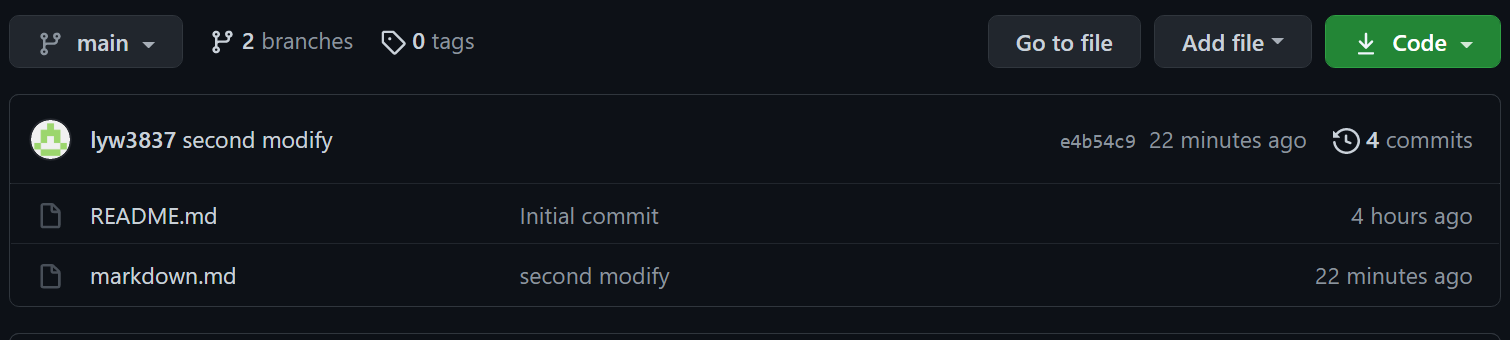 main 2 branches 0 tags Go to file Add file Code
lyw3837 second modify e4b54c9 22 minutes ago 4 commits
README.md Initial commit 4 hours ago
markdown.md second modify 22 minutes ago